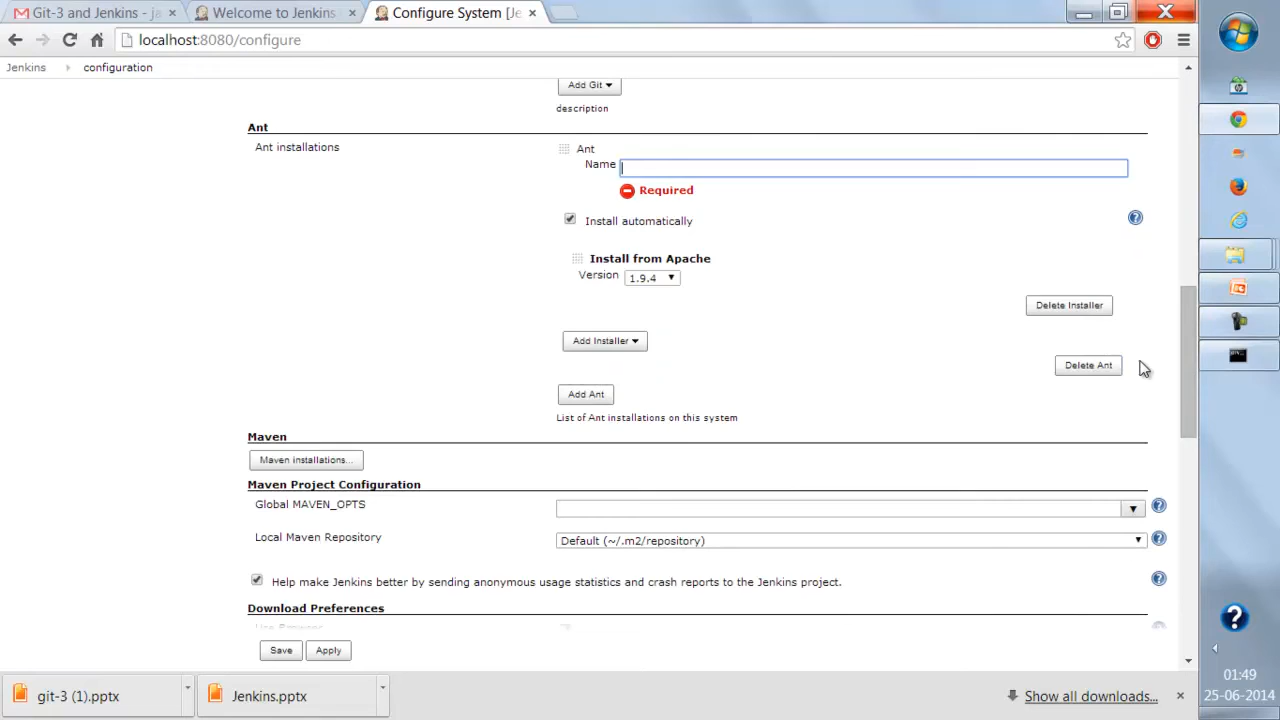 Git-3 and Jenkins - ja
Welcome to Jenkins
Configure System [Je
localhost:8080/configure
Jenkins
configuration
Add Git
description
Ant
Ant installations
Ant
Name
Required
Install automatically
Install from Apache
Version
1.9.4
Delete Installer
Add Installer
Delete Ant
Add Ant
List of Ant installations on this system
Maven
Maven installations...
Maven Project Configuration
Global MAVEN_OPTS
Local Maven Repository
Default (~/.m2/repository)
Help make Jenkins better by sending anonymous usage statistics and crash reports to the Jenkins project.
Download Preferences
Use Browser
Save
Apply
git-3 (1).pptx
Jenkins.pptx
Show all downloads...
01:49
25-06-2014